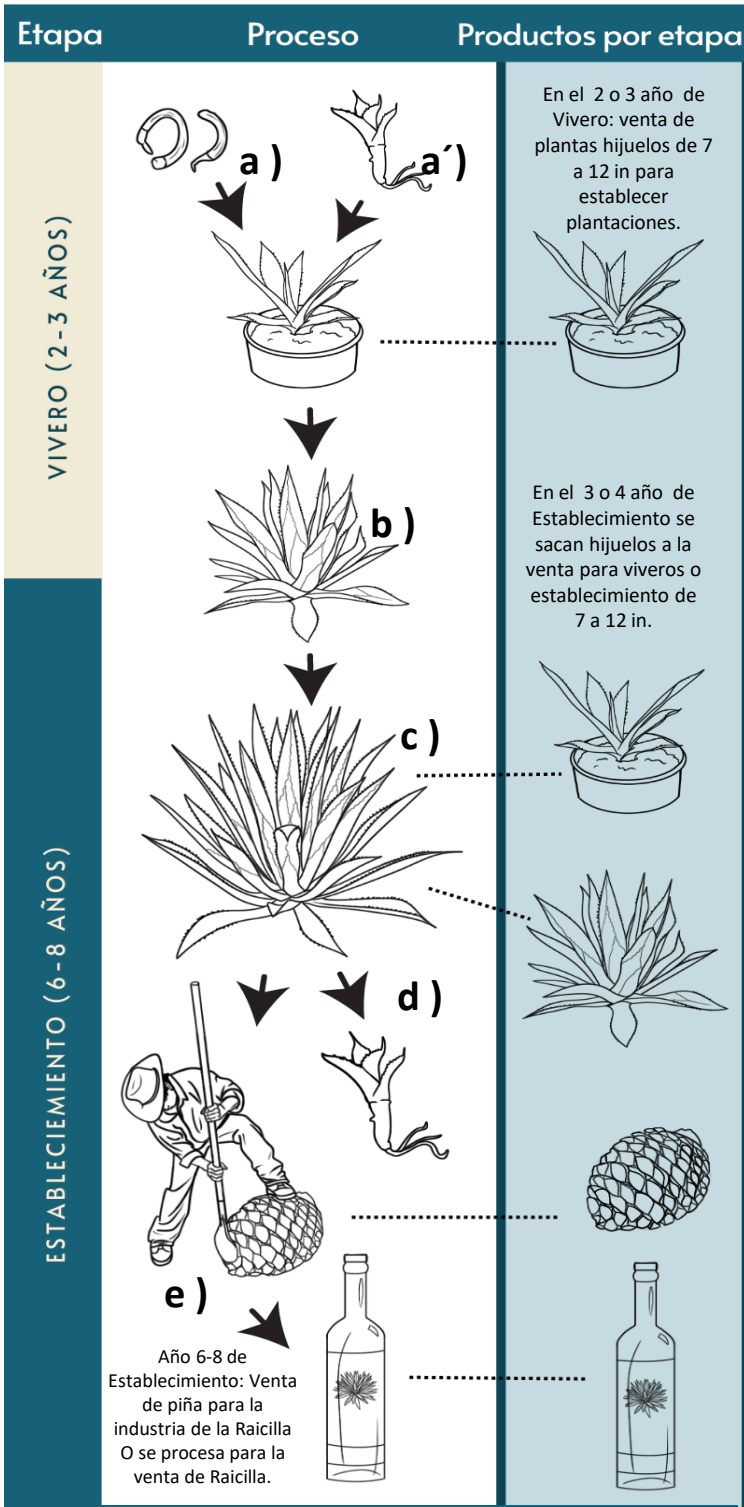 Etapa
Proceso
Productos por etapa
VIVERO (2-3 AÑOS)
a )
a´)
En el 2 o 3 año de
Vivero: venta de
plantas hijuelos de 7
a 12 in para
establecer
plantaciones.
b )
En el 3 o 4 año de
Establecimiento se
sacan hijuelos a la
venta para viveros o
establecimiento de
7 a 12 in.
ESTABLECIEMIENTO (6-8 AÑOS)
c )
d )
e )
Año 6-8 de
Establecimiento: Venta
de piña para la
industria de la Raicilla
O se procesa para la
venta de Raicilla.